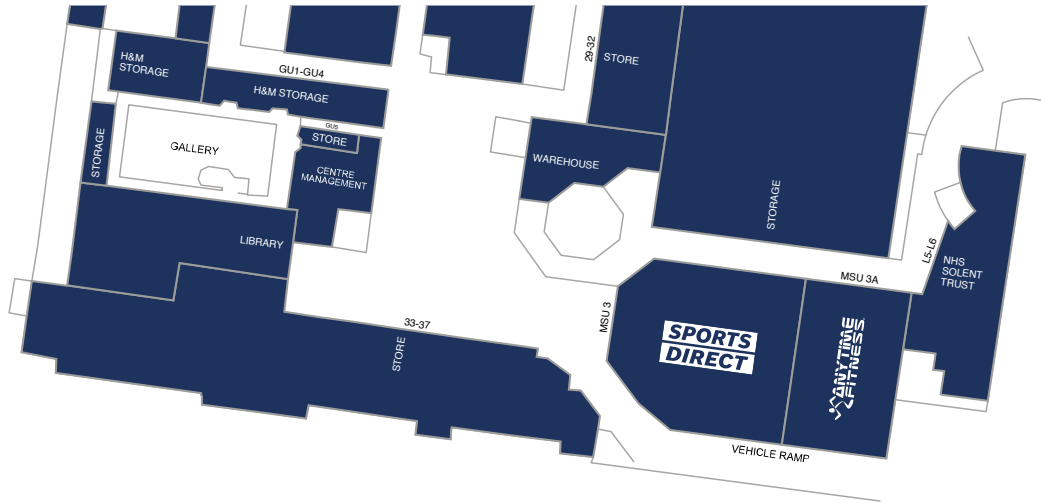 H&M
STORAGE
GU1-GU4
H&M STORAGE
29-32
STORE
GU5
STORE
GALLERY
STORAGE
CENTRE
MANAGEMENT
WAREHOUSE
STORAGE
LIBRARY
L5-L6
NHS
SOLENT
TRUST
MSU 3A
MSU 3
33-37
STORE
SPORTS
DIRECT
ANYTIME
FITNESS
VEHICLE RAMP